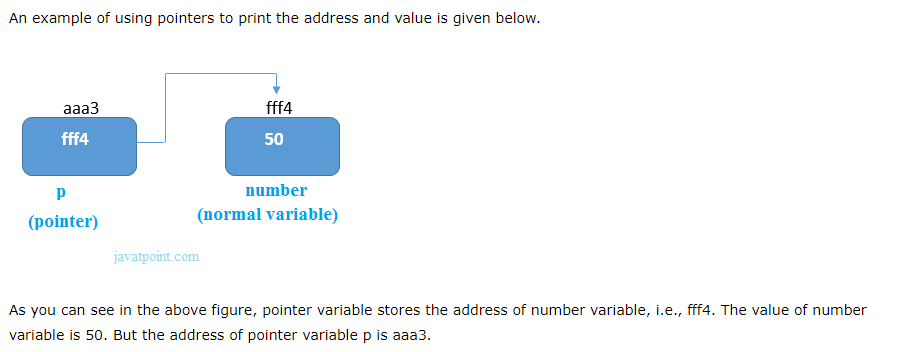 An example of using pointers to print the address and value is given below.
aaa3
fff4
fff4
50
p
number
(pointer)
(normal variable)
javatpoint.com
As you can see in the above figure, pointer variable stores the address of number variable, i.e., fff4. The value of number
variable is 50. But the address of pointer variable p is aaa3.